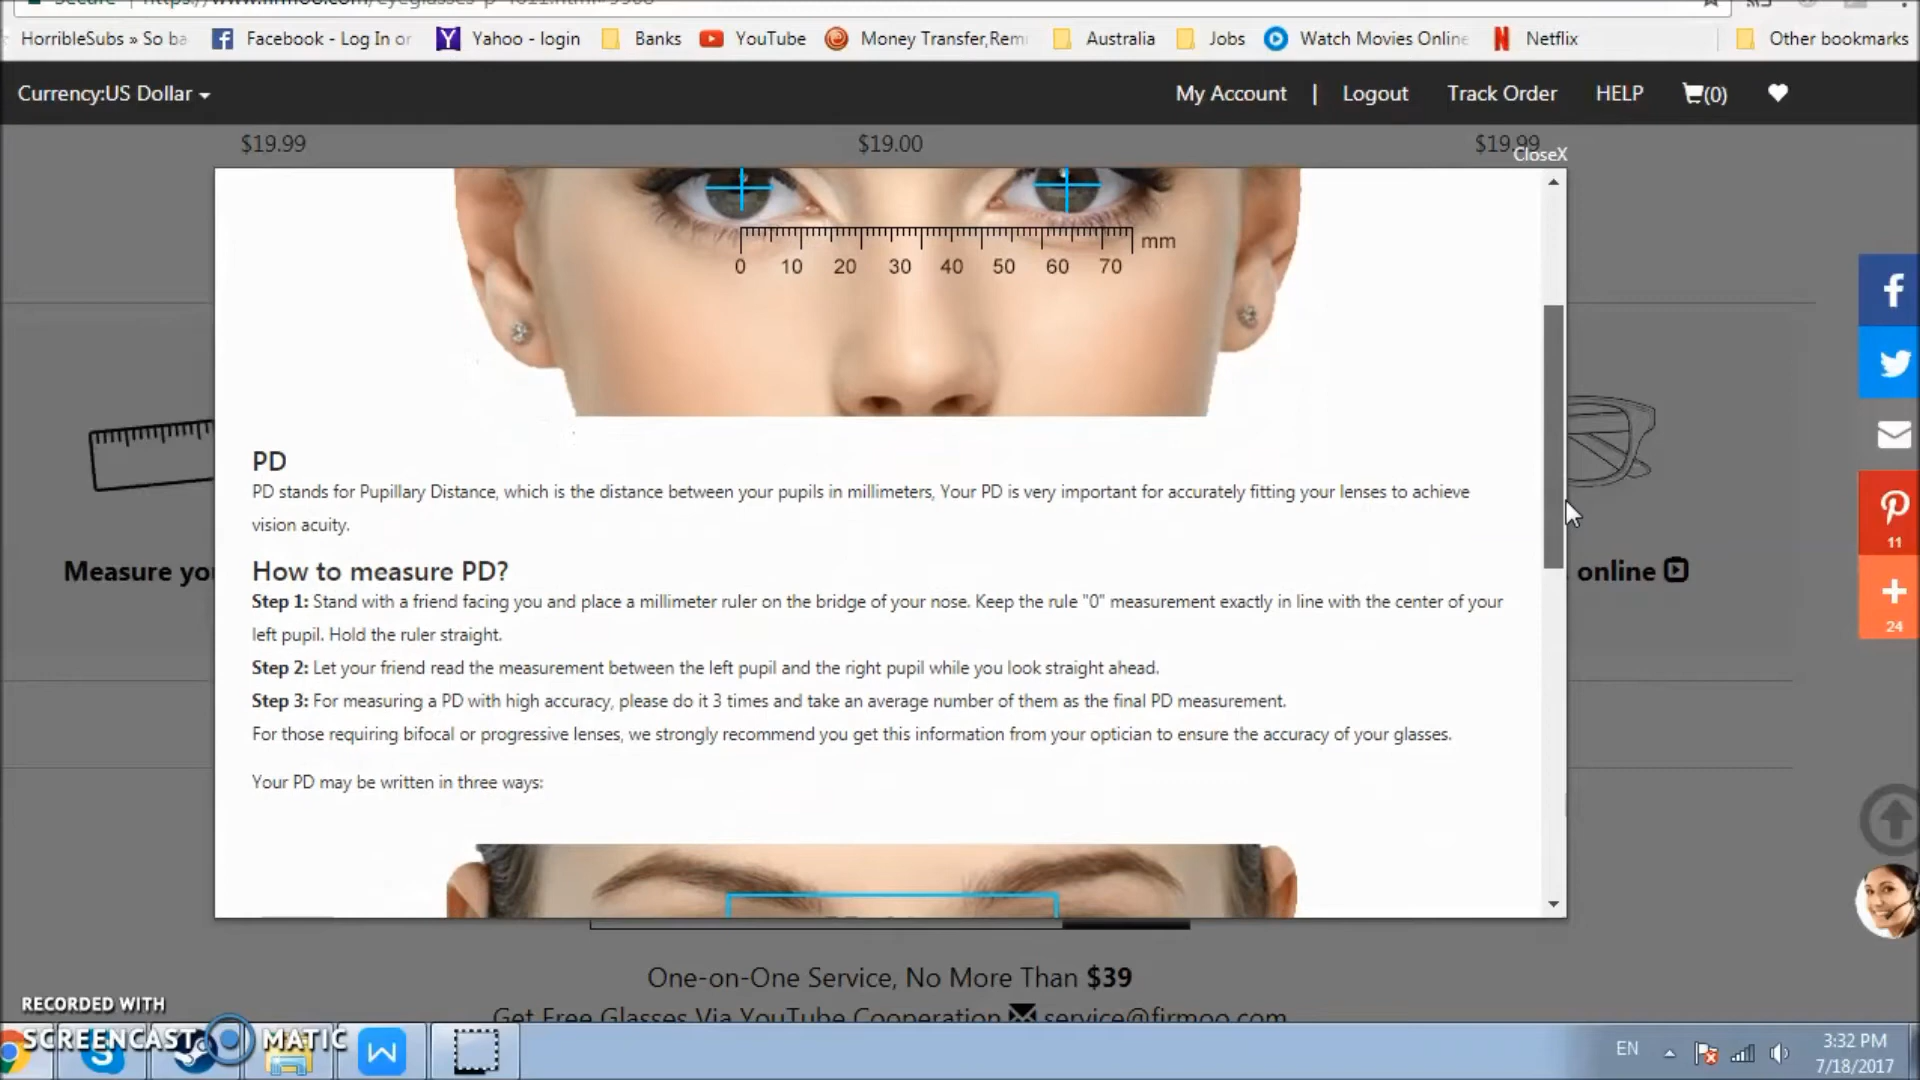 HorribleSubs » So ba
Facebook - Log In or
Yahoo - login
Banks
YouTube
Money Transfer,Rem
Australia
Jobs
Watch Movies Online
Netflix
Other bookmarks
Currency:US Dollar
My Account | Logout
Track Order
HELP
(0)
$19.99
$19.00
$19.99
CloseX
mm
0 10 20 30 40 50 60 70
PD
PD stands for Pupillary Distance, which is the distance between your pupils in millimeters, Your PD is very important for accurately fitting your lenses to achieve
vision acuity.
Measure you
How to measure PD?
online
Step 1: Stand with a friend facing you and place a millimeter ruler on the bridge of your nose. Keep the rule "0" measurement exactly in line with the center of your
left pupil. Hold the ruler straight.
Step 2: Let your friend read the measurement between the left pupil and the right pupil while you look straight ahead.
Step 3: For measuring a PD with high accuracy, please do it 3 times and take an average number of them as the final PD measurement.
For those requiring bifocal or progressive lenses, we strongly recommend you get this information from your optician to ensure the accuracy of your glasses.
Your PD may be written in three ways:
11
24
One-on-One Service, No More Than $39
Get Free Glasses Via YouTube Cooperation service@firmoo.com
RECORDED WITH
SCREENCAST MATIC
EN
3:32 PM
7/18/2017